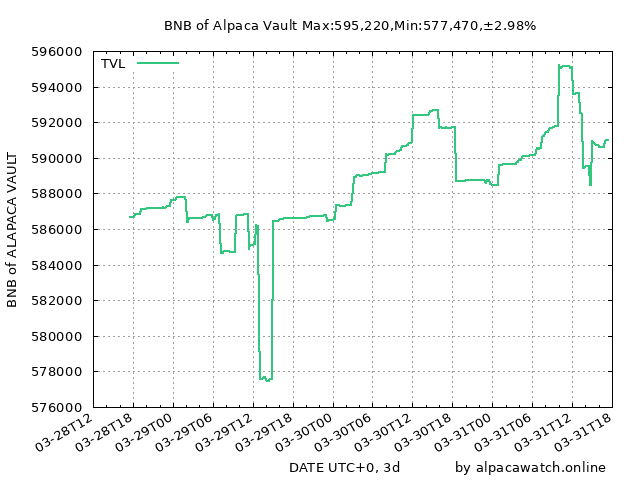 BNB of Alpaca Vault Max:595,220,Min:577,470,±2.98%
TVL
BNB of ALAPACA VAULT
596000
594000
592000
590000
588000
586000
584000
582000
580000
578000
576000
03-28T12
03-28T18
03-29T00
03-29T06
03-29T12
03-29T18
03-30T00
03-30T06
03-30T12
03-30T18
03-31T00
03-31T06
03-31T12
03-31T18
DATE UTC+0, 3d
by alpacawatch.online